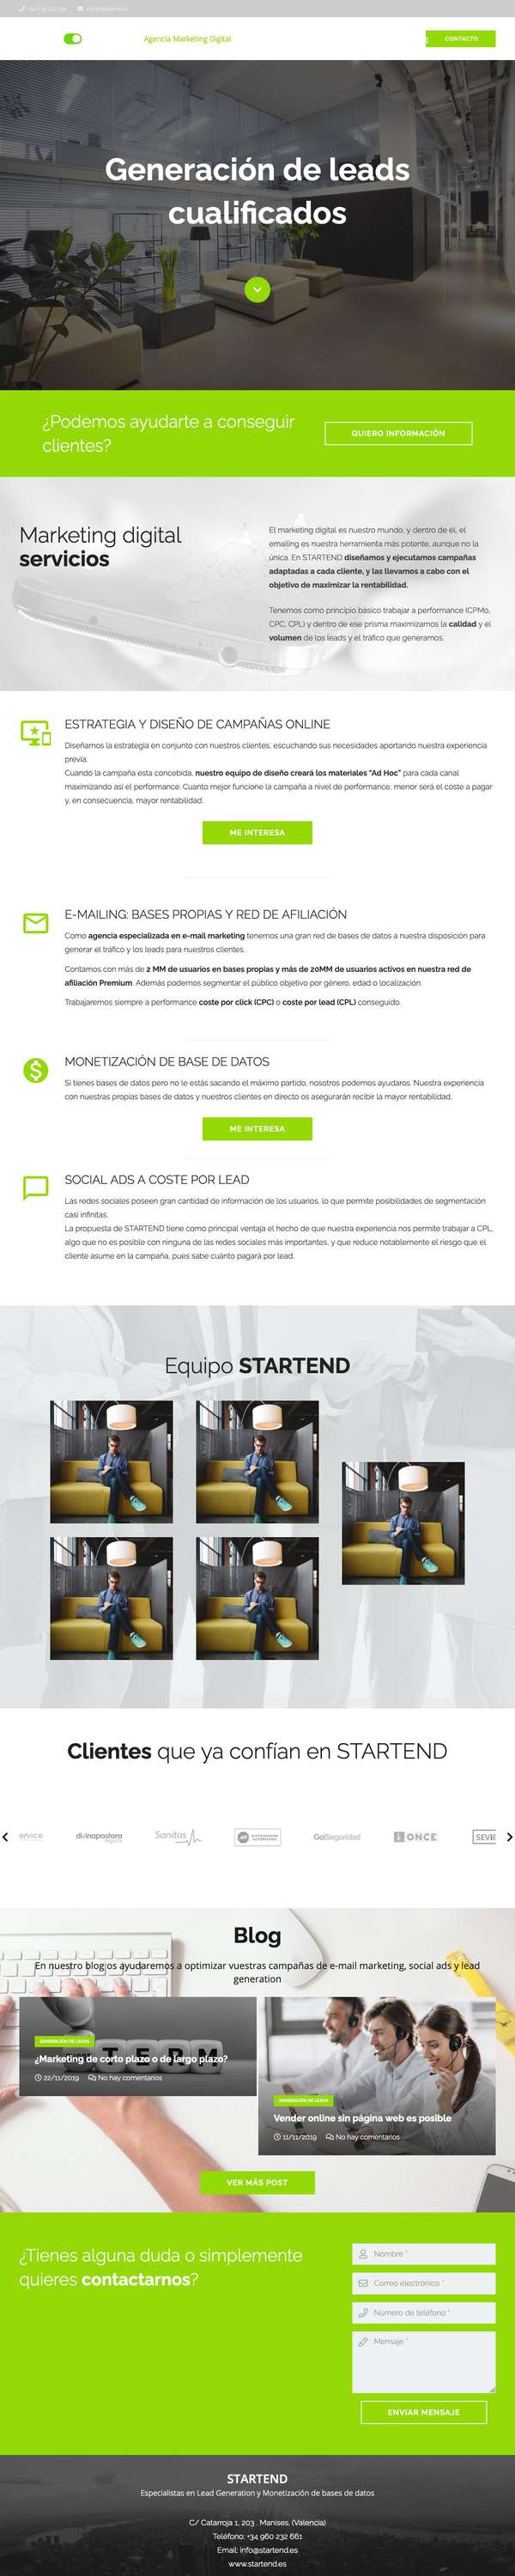 Agencia Marketing Digital
CONTACTO
Generación de leads
cualificados
¿Podemos ayudarte a conseguir
clientes?
QUIERO INFORMACIÓN
Marketing digital
servicios
El marketing digital es nuestro mundo, y dentro de él, el
emailing es nuestra herramienta más potente, aunque no la
única. En STARTEND diseñamos y ejecutamos campañas
adaptadas a cada cliente, y las llevamos a cabo con el
objetivo de maximizar la rentabilidad.
Tenemos como principio básico trabajar a performance (CPMo,
CPC, CPL) y dentro de ese prisma maximizamos la calidad y el
volumen de los leads y el tráfico que generamos.
ESTRATEGIA Y DISEÑO DE CAMPAÑAS ONLINE
Diseñamos la estrategia en conjunto con nuestros clientes, escuchando sus necesidades aportando nuestra experiencia
previa.
Cuando la campaña esta concebida, nuestro equipo de diseño creará los materiales "Ad Hoc" para cada canal
maximizando así el performance. Cuanto mejor funcione la campaña a nivel de performance, menor será el coste a pagar
y, en consecuencia, mayor rentabilidad.
ME INTERESA
E-MAILING: BASES PROPIAS Y RED DE AFILIACIÓN
Como agencia especializada en e-mail marketing tenemos una gran red de bases de datos a nuestra disposición para
generar el tráfico y los leads para nuestros clientes.
Contamos con más de 2 MM de usuarios en bases propias y más de 20MM de usuarios activos en nuestra red de
afiliación Premium. Además podemos segmentar el público objetivo por género, edad o localización.
Trabajaremos siempre a performance coste por click (CPC) o coste por lead (CPL) conseguido.
MONETIZACIÓN DE BASE DE DATOS
Si tienes bases de datos pero no le estás sacando el máximo partido, nosotros podemos ayudaros. Nuestra experiencia
con nuestras propias bases de datos y nuestros clientes en directo os asegurarán recibir la mayor rentabilidad.
ME INTERESA
SOCIAL ADS A COSTE POR LEAD
Las redes sociales poseen gran cantidad de información de los usuarios, lo que permite posibilidades de segmentación
casi infinitas.
La propuesta de STARTEND tiene como principal ventaja el hecho de que nuestra experiencia nos permite trabajar a CPL,
algo que no es posible con ninguna de las redes sociales más importantes, y que reduce notablemente el riesgo que el
cliente asume en la campaña, pues sabe cuánto pagará por lead.
Equipo STARTEND
Clientes que ya confían en STARTEND
divinapastora
Sanitas
GolSeguridad
ONCE
SEVIE
Blog
En nuestro blog os ayudaremos a optimizar vuestras campañas de e-mail marketing, social ads y lead
generation
TERM
GENERACIÓN DE LEADS
¿Marketing de corto plazo o de largo plazo?
22/11/2019 No hay comentarios
GENERACIÓN DE LEADS
Vender online sin página web es posible
11/11/2019 No hay comentarios
VER MÁS POST
¿Tienes alguna duda o simplemente
quieres contactarnos?
Nombre *
Correo electrónico *
Número de teléfono *
Mensaje *
ENVIAR MENSAJE
STARTEND
Especialistas en Lead Generation y Monetización de bases de datos
C/ Catarroja 1, 203 . Manises, (Valencia)
Teléfono: +34 960 232 661
Email: info@startend.es
www.startend.es